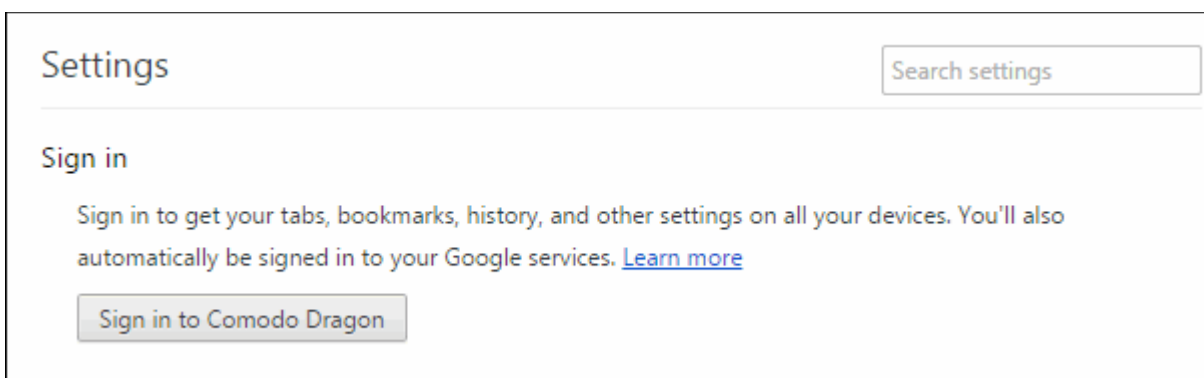 Settings
Search settings
Sign in
Sign in to get your tabs, bookmarks, history, and other settings on all your devices. You'll also
automatically be signed in to your Google services. Learn more
Sign in to Comodo Dragon